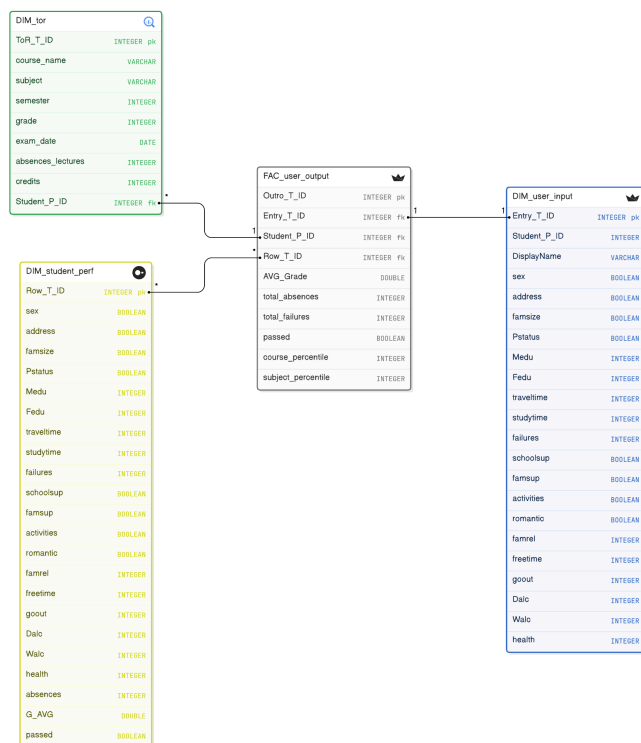 DIM_tor
ToR_T_ID INTEGER pk
course_name VARCHAR
subject VARCHAR
semester INTEGER
grade INTEGER
exam_date DATE
absences_lectures INTEGER
credits INTEGER
Student_P_ID INTEGER fk
*
DIM_student_perf
Row_T_ID INTEGER pk
*
sex BOOLEAN
address BOOLEAN
famsize BOOLEAN
Pstatus BOOLEAN
Medu INTEGER
Fedu INTEGER
traveltime INTEGER
studytime INTEGER
failures INTEGER
schoolsup BOOLEAN
famsup BOOLEAN
activities BOOLEAN
romantic BOOLEAN
famrel INTEGER
freetime INTEGER
goout INTEGER
Dalc INTEGER
Walc INTEGER
health INTEGER
absences INTEGER
G_AVG DOUBLE
passed BOOLEAN
FAC_user_output
Outro_T_ID INTEGER pk
Entry_T_ID INTEGER fk
1
1
1
Student_P_ID INTEGER fk
*
Row_T_ID INTEGER fk
AVG_Grade DOUBLE
total_absences INTEGER
total_failures INTEGER
passed BOOLEAN
course_percentile INTEGER
subject_percentile INTEGER
DIM_user_input
Entry_T_ID INTEGER pk
Student_P_ID INTEGER
DisplayName VARCHAR
sex BOOLEAN
address BOOLEAN
famsize BOOLEAN
Pstatus BOOLEAN
Medu INTEGER
Fedu INTEGER
traveltime INTEGER
studytime INTEGER
failures INTEGER
schoolsup BOOLEAN
famsup BOOLEAN
activities BOOLEAN
romantic BOOLEAN
famrel INTEGER
freetime INTEGER
goout INTEGER
Dalc INTEGER
Walc INTEGER
health INTEGER